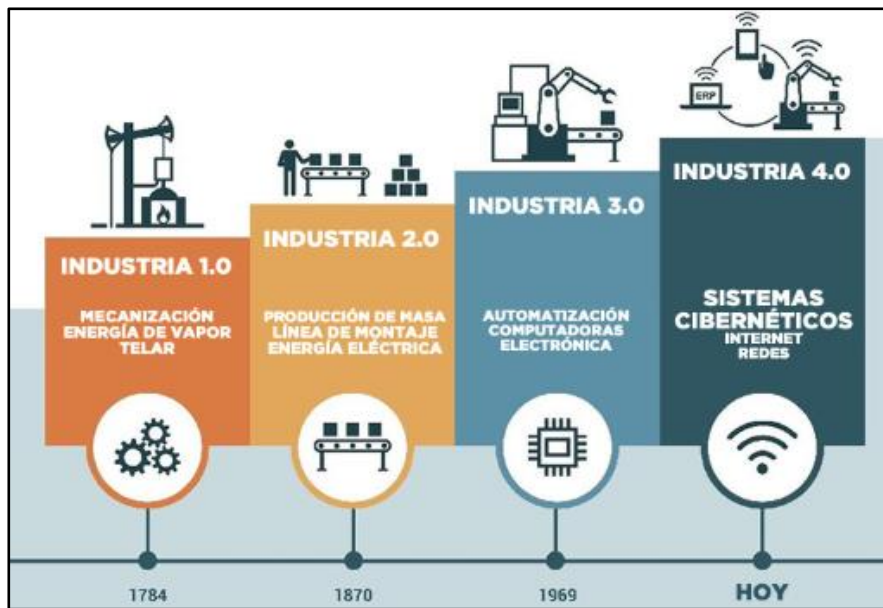 ERP
INDUSTRIA 1.0
MECANIZACIÓN
ENERGÍA DE VAPOR
TELAR
INDUSTRIA 2.0
PRODUCCIÓN DE MASA
LÍNEA DE MONTAJE
ENERGÍA ELÉCTRICA
INDUSTRIA 3.0
AUTOMATIZACIÓN
COMPUTADORAS
ELECTRÓNICA
INDUSTRIA 4.0
SISTEMAS
CIBERNÉTICOS
INTERNET
REDES
1784
1870
1969
HOY